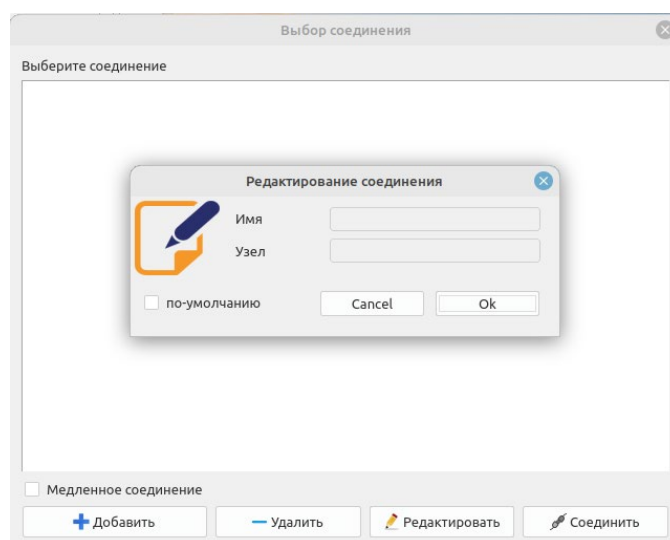 Выбор соединения
Выберите соединение
Редактирование соединения
Имя
Узел
по-умолчанию
Cancel
Ok
Медленное соединение
Добавить
Удалить
Редактировать
Соединить